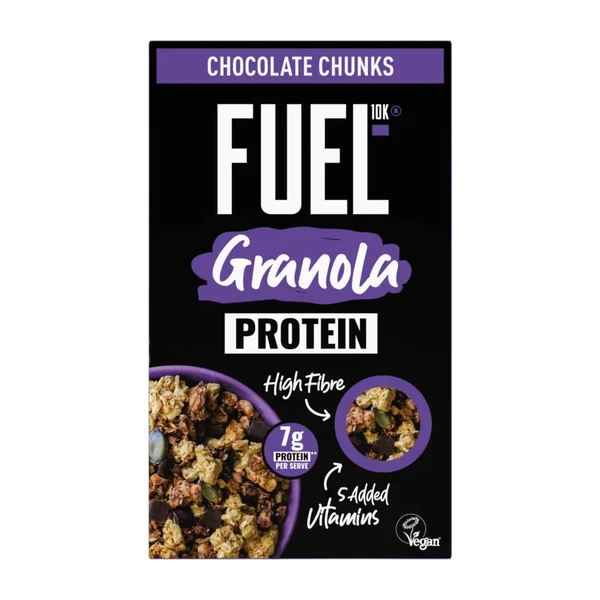 CHOCOLATE CHUNKS
FUEL
10K®
Granola
PROTEIN
High Fibre
7g
PROTEIN**
PER SERVE
5 Added
Vitamins
Vegan